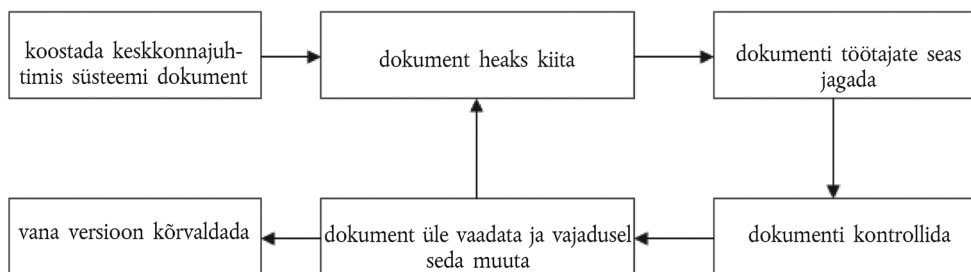 koostada keskkonnajuh-
timis süsteemi dokument
dokument heaks kiita
dokumenti töötajate seas
jagada
vana versioon kõrvaldada
dokument üle vaadata ja vajadusel
seda muuta
dokumenti kontrollida